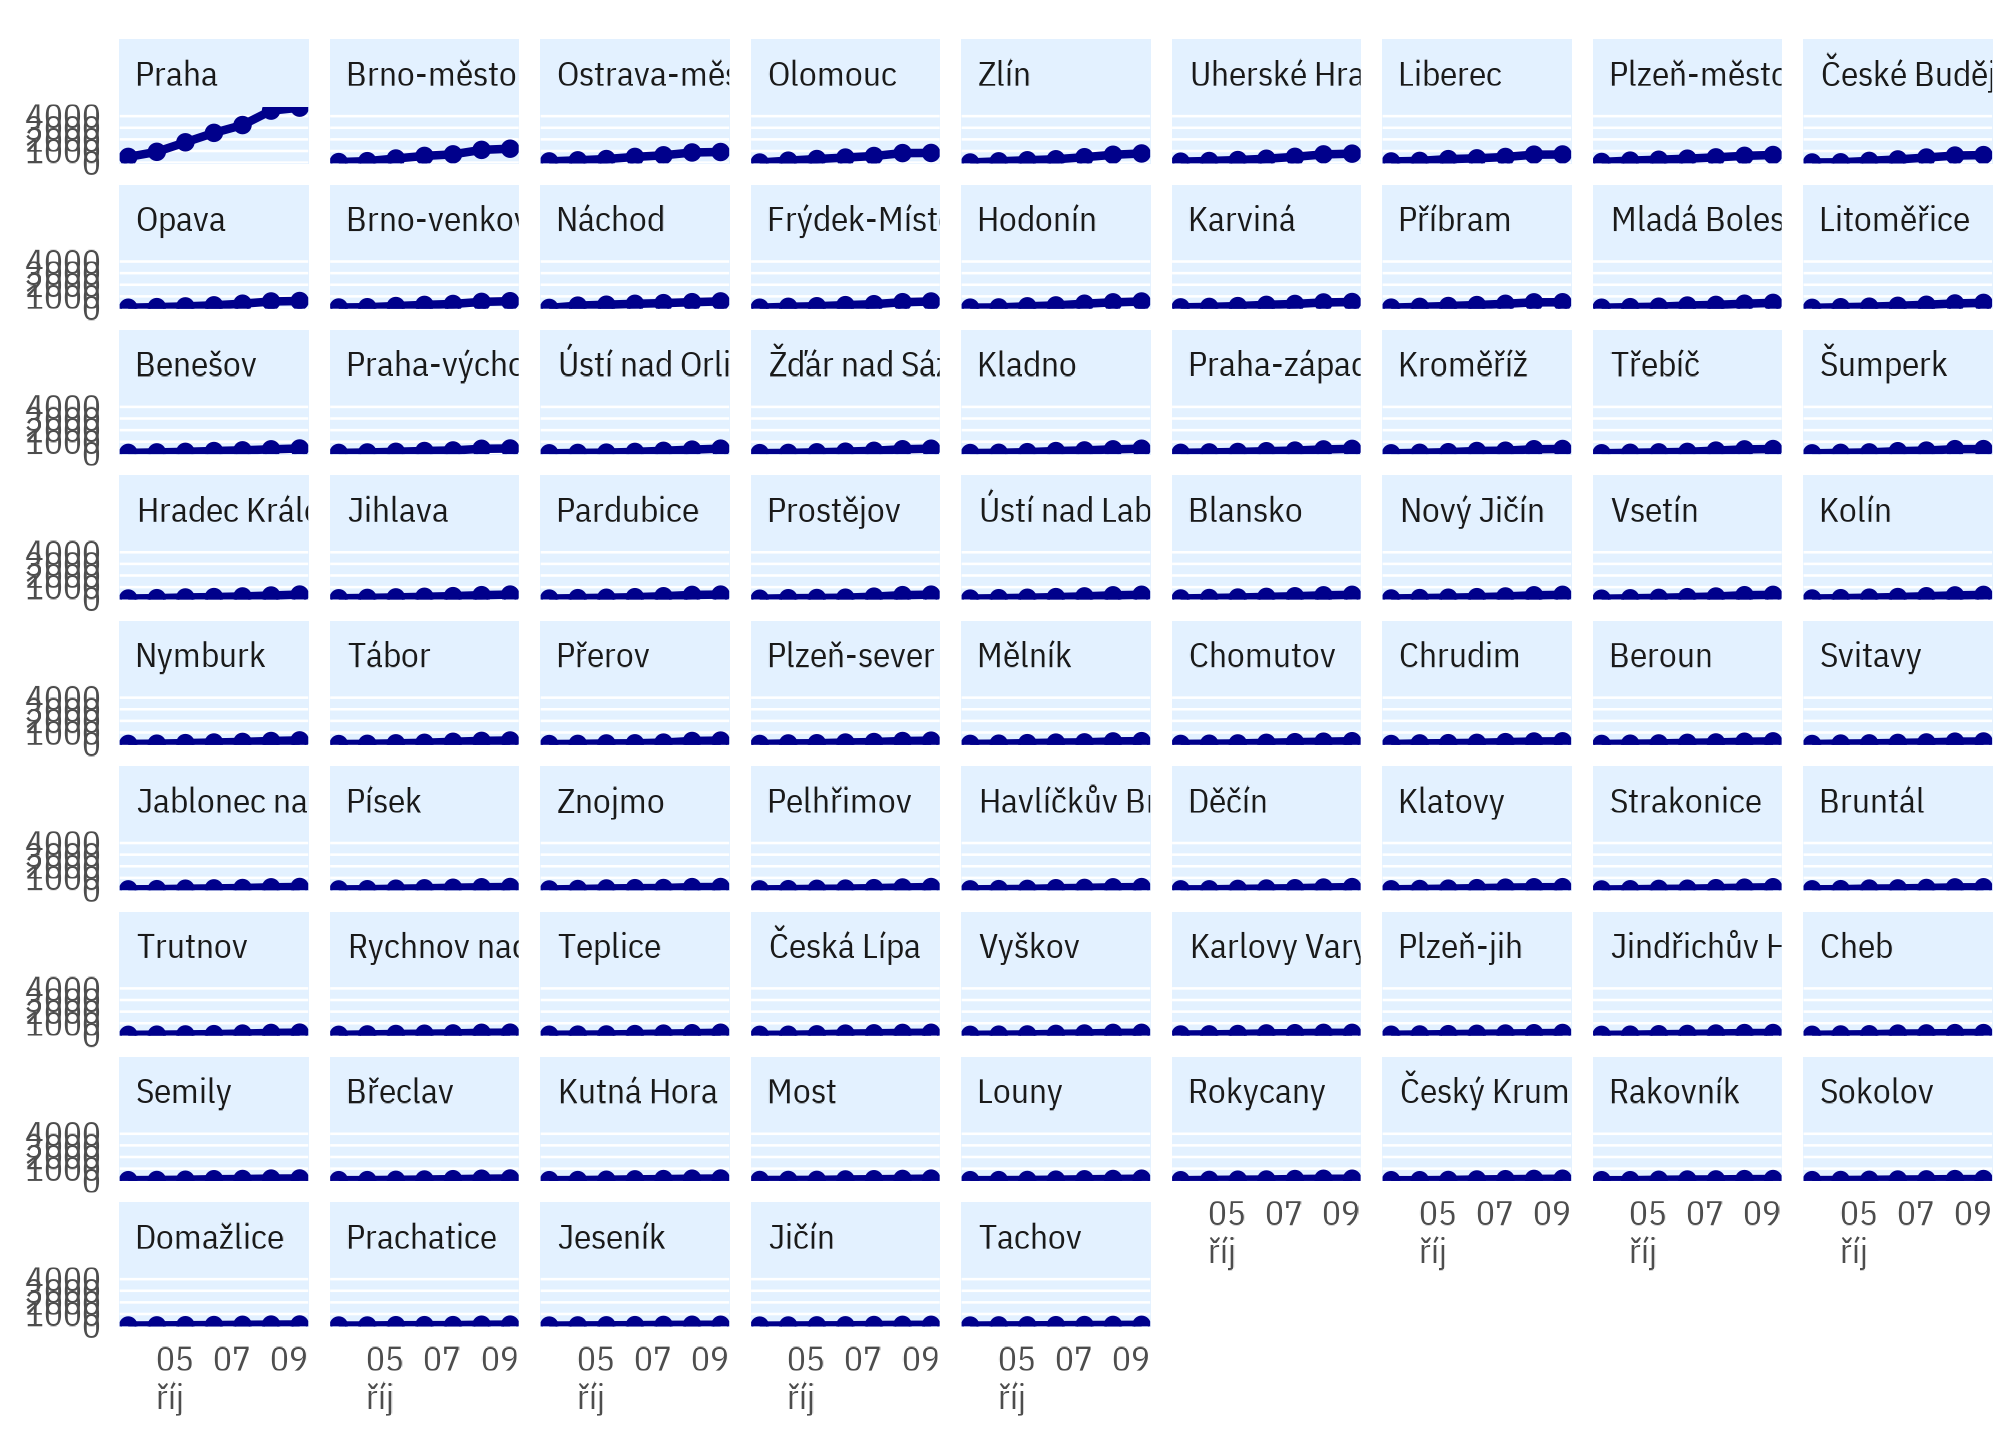 Praha
Brno-město
Ostrava-měs
Olomouc
Zlín
Uherské Hra
Liberec
Plzeň-město
České Buděj
4000
3000
2000
1000
0
Opava
Brno-venkov
Náchod
Frýdek-Míst
Hodonín
Karviná
Příbram
Mladá Boles
Litoměřice
4000
3000
2000
1000
0
Benešov
Praha-výcho
Ústí nad Orli
Žďár nad Sáz
Kladno
Praha-západ
Kroměříž
Třebíč
Šumperk
4000
3000
2000
1000
0
Hradec Králo
Jihlava
Pardubice
Prostějov
Ústí nad Lab
Blansko
Nový Jičín
Vsetín
Kolín
4000
3000
2000
1000
0
Nymburk
Tábor
Přerov
Plzeň-sever
Mělník
Chomutov
Chrudim
Beroun
Svitavy
4000
3000
2000
1000
0
Jablonec na
Písek
Znojmo
Pelhřimov
Havlíčkův Br
Děčín
Klatovy
Strakonice
Bruntál
4000
3000
2000
1000
0
Trutnov
Rychnov nad
Teplice
Česká Lípa
Vyškov
Karlovy Vary
Plzeň-jih
Jindřichův H
Cheb
4000
3000
2000
1000
0
Semily
Břeclav
Kutná Hora
Most
Louny
Rokycany
Český Krum
Rakovník
Sokolov
4000
3000
2000
1000
0
05 07 09
říj
05 07 09
říj
05 07 09
říj
05 07 09
říj
Domažlice
Prachatice
Jeseník
Jičín
Tachov
4000
3000
2000
1000
0
05 07 09
říj
05 07 09
říj
05 07 09
říj
05 07 09
říj
05 07 09
říj